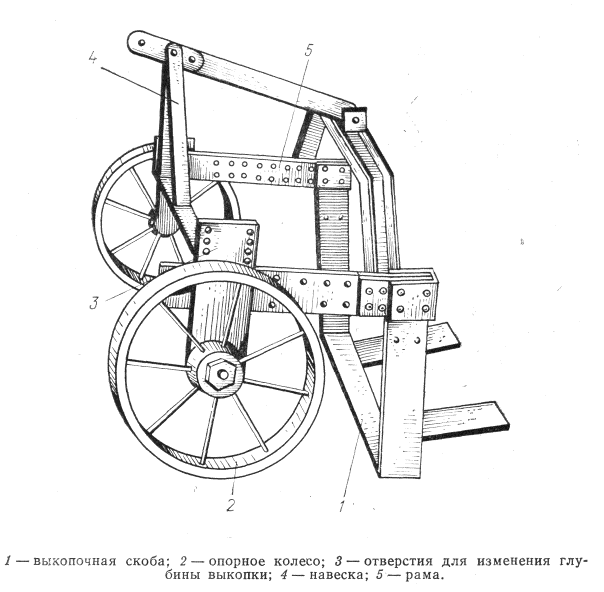 5
4
3
2
1
1 — выкопочная скоба; 2 — опорное колесо; 3 — отверстия для изменения глу-
бины выкопки; 4 — навеска; 5 — рама.